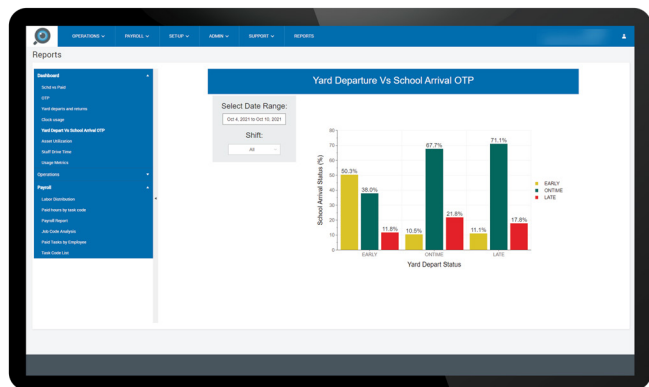 OPERATIONS PAYROLL SETUP ADMIN SUPPORT REPORTS
Reports
Dashboard
Schd vs Paid
OTP
Yard departs and returns
Clock usage
Yard Depart Vs School Arrival OTP
Asset Utilization
Staff Drive Time
Usage Metrics
Operations
Payroll
Labor Distribution
Paid hours by task code
Payroll Report
Job Code Analysis
Paid Tasks by Employee
Task Code List
Yard Departure Vs School Arrival OTP
Select Date Range:
Oct 4, 2021 to Oct 10, 2021
Shift:
All
School Arrival Status (%)
80
70
60
50
40
30
20
10
0
50.3%
38.0%
11.8%
10.5%
67.7%
21.8%
11.1%
71.1%
17.8%
EARLY
ONTIME
LATE
Yard Depart Status
EARLY
ONTIME
LATE